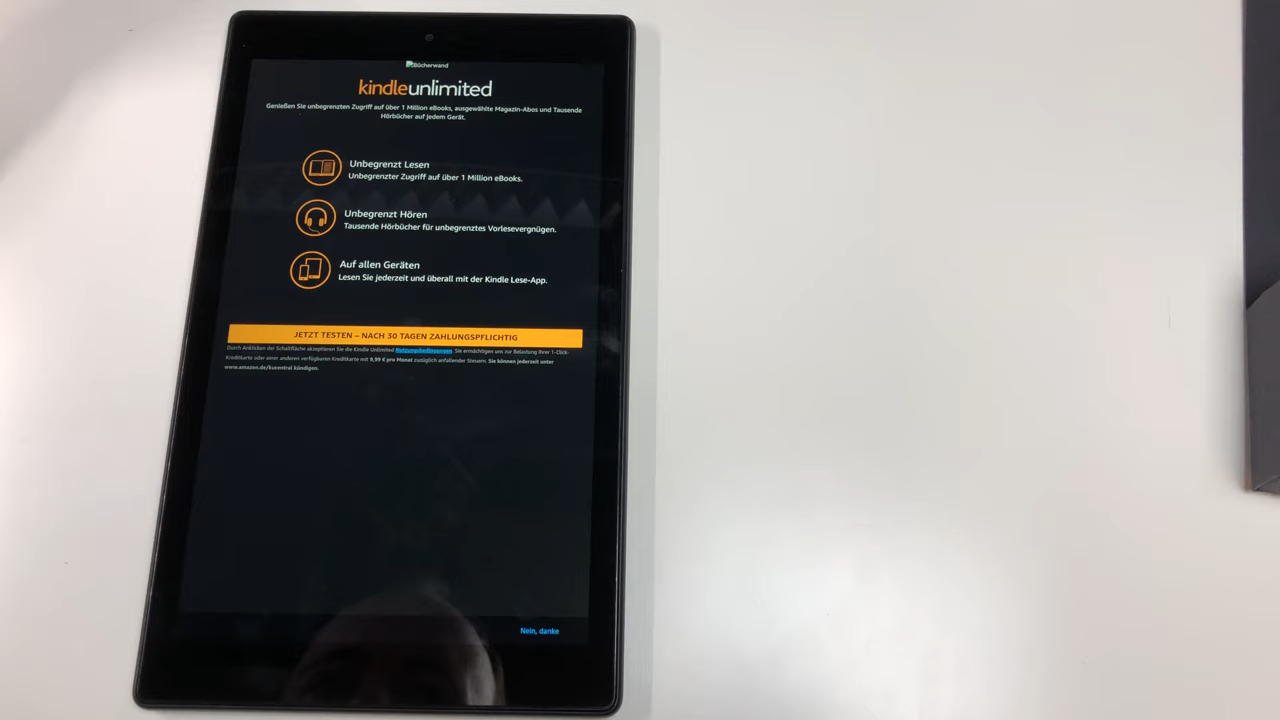 Bücherwand
kindleunlimited
Genießen Sie unbegrenzten Zugriff auf über 1 Million eBooks, ausgewählte Magazin-Abos und Tausende
Hörbücher auf jedem Gerät.
Unbegrenzt Lesen
Unbegrenzter Zugriff auf über 1 Million eBooks.
Unbegrenzt Hören
Tausende Hörbücher für unbegrenztes Vorlesevergnügen.
Auf allen Geräten
Lesen Sie jederzeit und überall mit der Kindle Lese-App.
JETZT TESTEN – NACH 30 TAGEN ZAHLUNGSPFLICHTIG
Durch Anklicken der Schaltfläche akzeptieren Sie die Kindle Unlimited Nutzungsbedingungen. Sie ermächtigen uns zur Belastung Ihrer 1-Click-
Kreditkarte oder einer anderen verfügbaren Kreditkarte mit 9,99 € pro Monat zuzüglich anfallender Steuern. Sie können jederzeit unter
www.amazon.de/kucentral kündigen.
Nein, danke